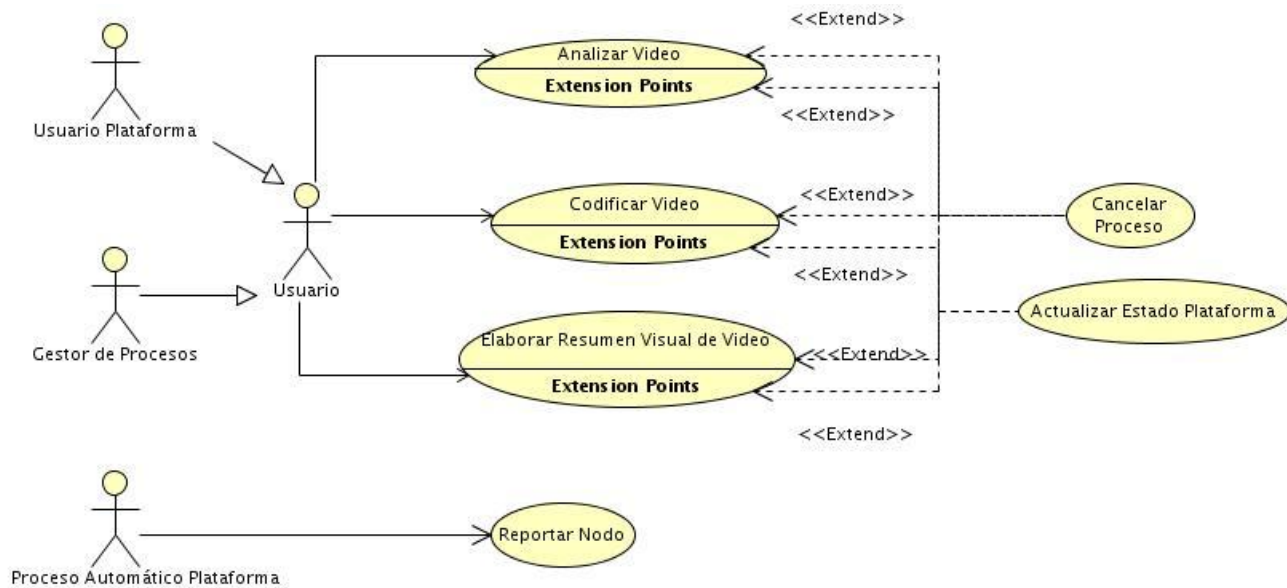 <<Extend>>
Analizar Video
Extension Points
<<Extend>>
Usuario Plataforma
<<Extend>>
Codificar Video
Cancelar
Proceso
Extension Points
<<Extend>>
Usuario
Actualizar Estado Plataforma
Gestor de Procesos
Elaborar Resumen Visual de Video
<<Extend>>
Extension Points
<<Extend>>
Reportar Nodo
Proceso Automático Plataforma